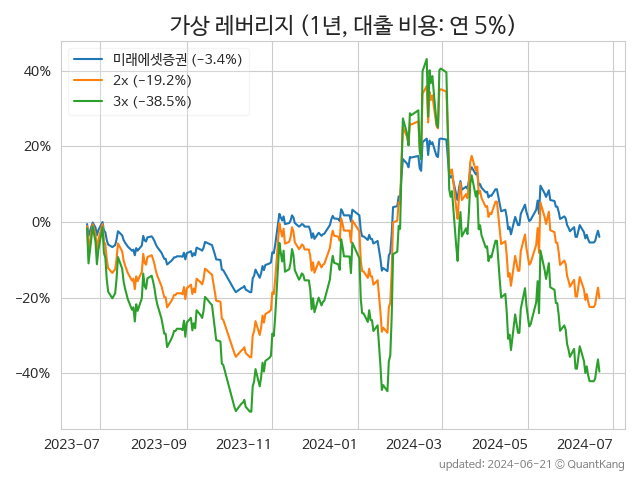 가상 레버리지 (1년, 대출 비용: 연 5%)
미래에셋증권 (−3.4%)
2x (−19.2%)
3x (−38.5%)
40%
20%
0%
−20%
−40%
2023-07 2023-09 2023-11 2024-01 2024-03 2024-05 2024-07
updated: 2024-06-21 © QuantKang